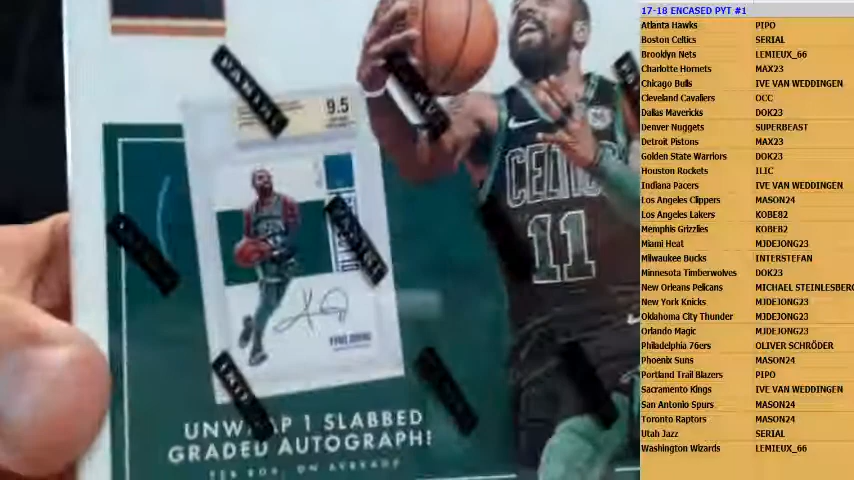 17-18 ENCASED PYT #1
Atlanta Hawks PIPO
Boston Celtics SERIAL
Brooklyn Nets LEMIEUX_66
Charlotte Hornets MAX23
Chicago Bulls IVE VAN WEDDINGEN
Cleveland Cavaliers OCC
Dallas Mavericks DOK23
Denver Nuggets SUPERBEAST
Detroit Pistons MAX23
Golden State Warriors DOK23
Houston Rockets ILIC
Indiana Pacers IVE VAN WEDDINGEN
Los Angeles Clippers MASON24
Los Angeles Lakers KOBE82
Memphis Grizzlies KOBE82
Miami Heat MJDEJONG23
Milwaukee Bucks INTERSTEFAN
Minnesota Timberwolves DOK23
New Orleans Pelicans MICHAEL STEINLESBERG
New York Knicks MJDEJONG23
Oklahoma City Thunder MJDEJONG23
Orlando Magic MJDEJONG23
Philadelphia 76ers OLIVER SCHRÖDER
Phoenix Suns MASON24
Portland Trail Blazers PIPO
Sacramento Kings IVE VAN WEDDINGEN
San Antonio Spurs MASON24
Toronto Raptors MASON24
Utah Jazz SERIAL
Washington Wizards LEMIEUX_66
PANINI
9.5
CELTICS
11
UNWRAP 1 SLABBED
GRADED AUTOGRAPH!
PER BOX, ON AVERAGE